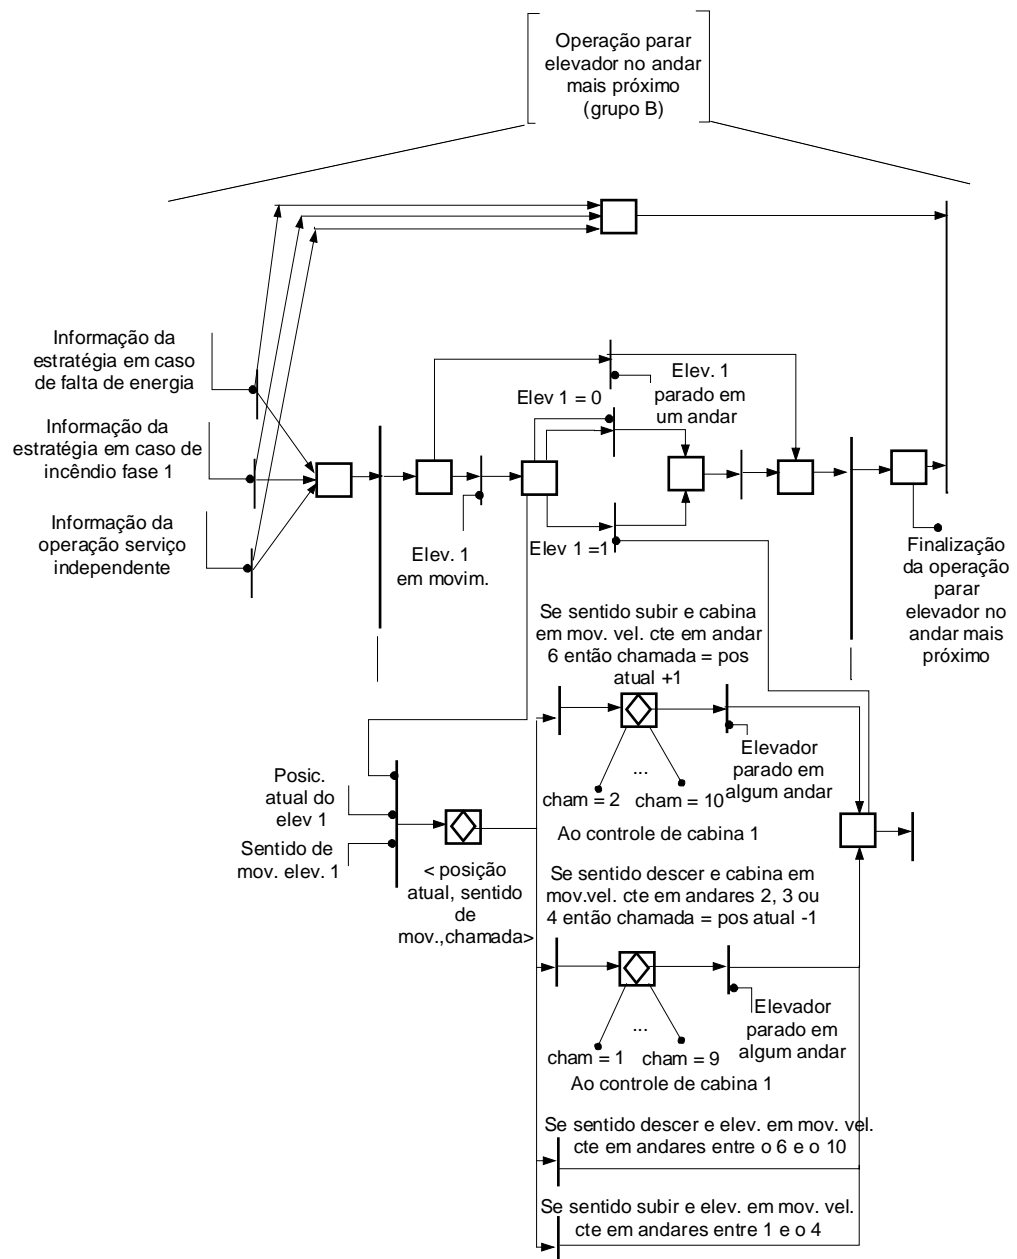 Operação parar
elevador no andar
mais próximo
(grupo B)
Informação da
estratégia em caso
de falta de energia
Elev. 1
parado em
um andar
Elev 1 = 0
Informação da
estratégia em caso de
incêndio fase 1
Informação da
operação serviço
independente
Elev. 1
em movim.
Elev 1 =1
Finalização
da operação
parar
elevador no
andar mais
próximo
Se sentido subir e cabina
em mov. vel. cte em andar
6 então chamada = pos
atual +1
Posic.
atual do
elev 1
Sentido de
mov. elev. 1
...
cham = 2
cham = 10
Elevador
parado em
algum andar
Ao controle de cabina 1
< posição
atual, sentido
de
mov.,chamada>
Se sentido descer e cabina em
mov.vel. cte em andares 2, 3 ou
4 então chamada = pos atual -1
...
cham = 1
cham = 9
Elevador
parado em
algum andar
Ao controle de cabina 1
Se sentido descer e elev. em mov. vel.
cte em andares entre o 6 e o 10
Se sentido subir e elev. em mov. vel.
cte em andares entre 1 e o 4